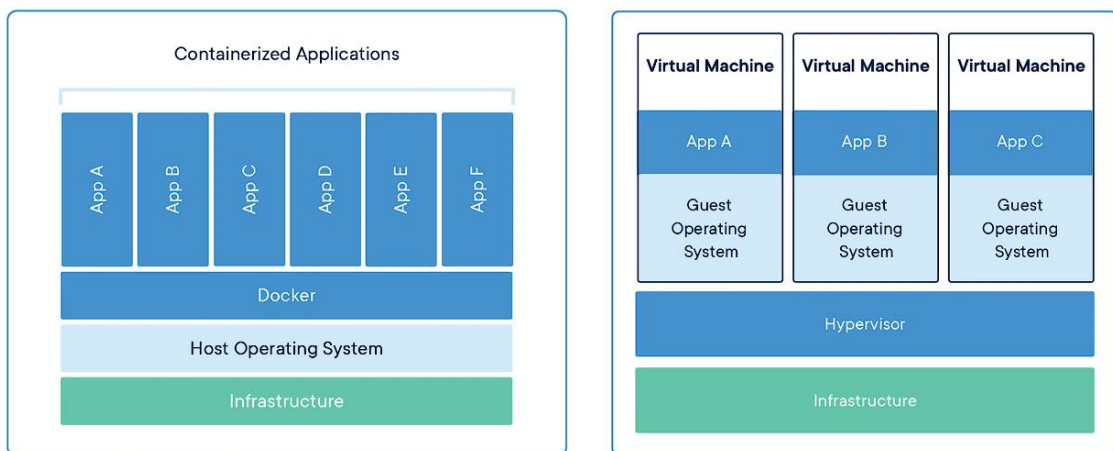 Containerized Applications
App A
App B
App C
App D
App E
App F
Docker
Host Operating System
Infrastructure
Virtual Machine
App A
Guest
Operating
System
Virtual Machine
App B
Guest
Operating
System
Virtual Machine
App C
Guest
Operating
System
Hypervisor
Infrastructure